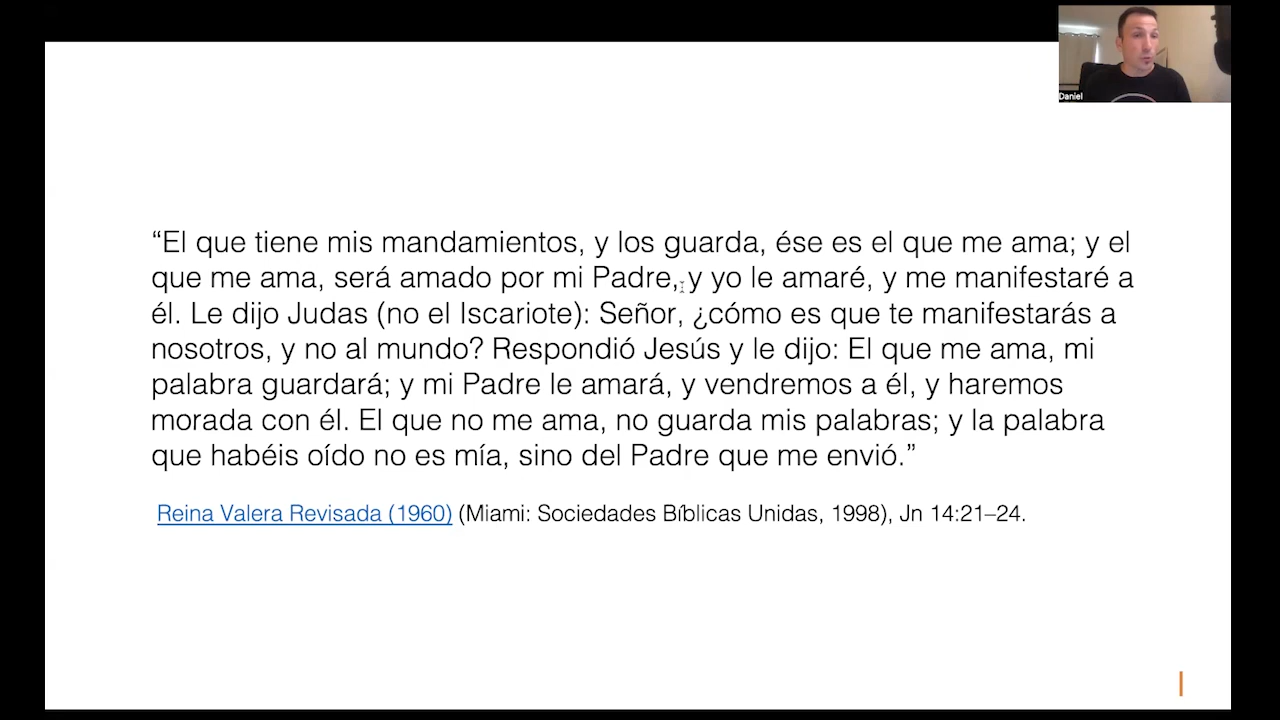 Daniel
“El que tiene mis mandamientos, y los guarda, ése es el que me ama; y el
que me ama, será amado por mi Padre, y yo le amaré, y me manifestaré a
él. Le dijo Judas (no el Iscariote): Señor, ¿cómo es que te manifestarás a
nosotros, y no al mundo? Respondió Jesús y le dijo: El que me ama, mi
palabra guardará; y mi Padre le amará, y vendremos a él, y haremos
morada con él. El que no me ama, no guarda mis palabras; y la palabra
que habéis oído no es mía, sino del Padre que me envió.”
Reina Valera Revisada (1960) (Miami: Sociedades Bíblicas Unidas, 1998), Jn 14:21–24.